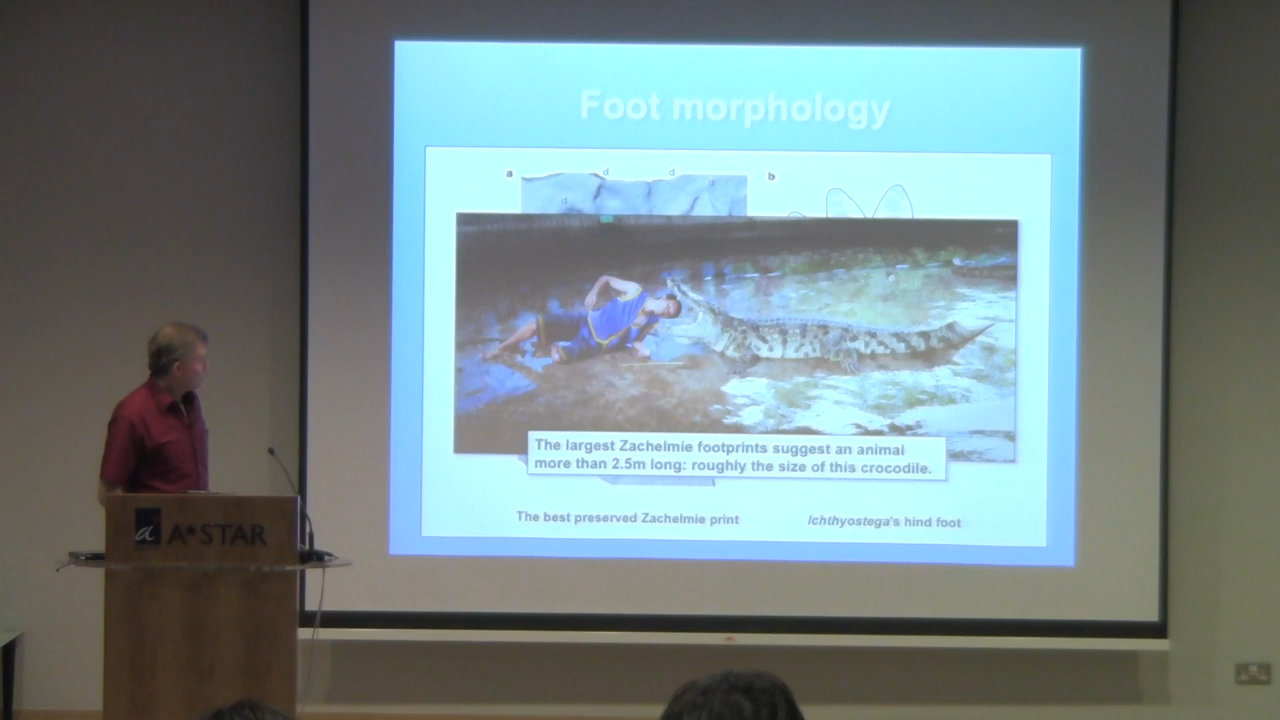 Foot morphology
a
d
d
b
d
d
The largest Zachelmie footprints suggest an animal
more than 2.5m long: roughly the size of this crocodile.
The best preserved Zachelmie print
Ichthyostega's hind foot
a A*STAR